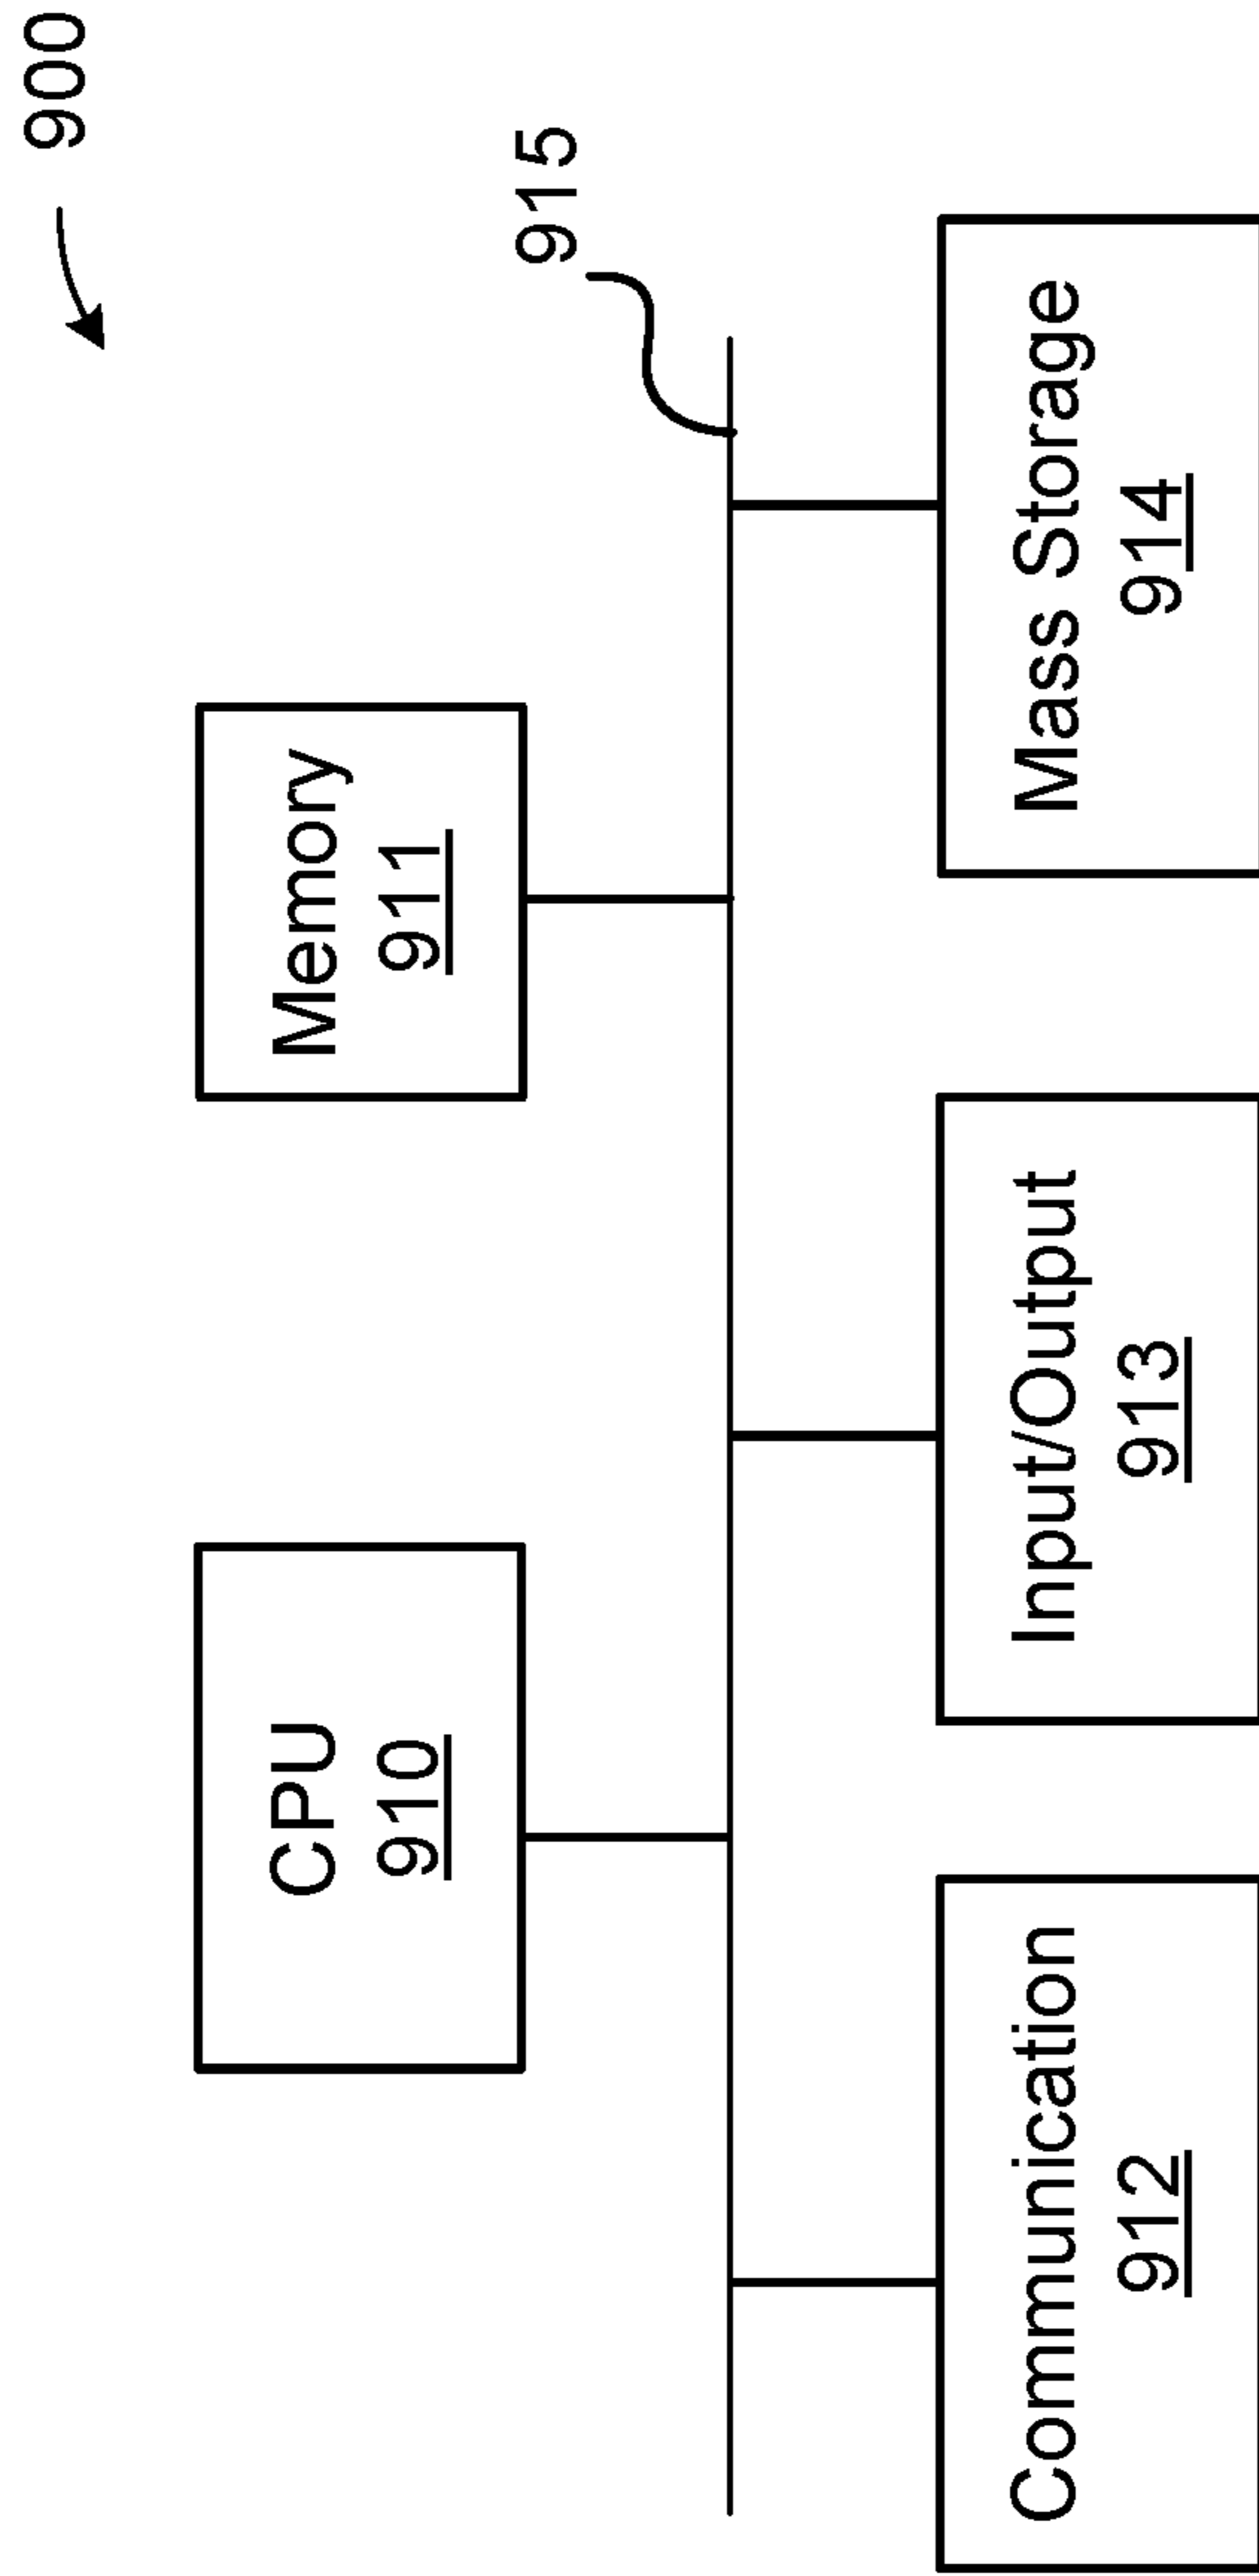 900
915
CPU
910
Memory
911
Communication
912
Input/Output
913
Mass Storage
914